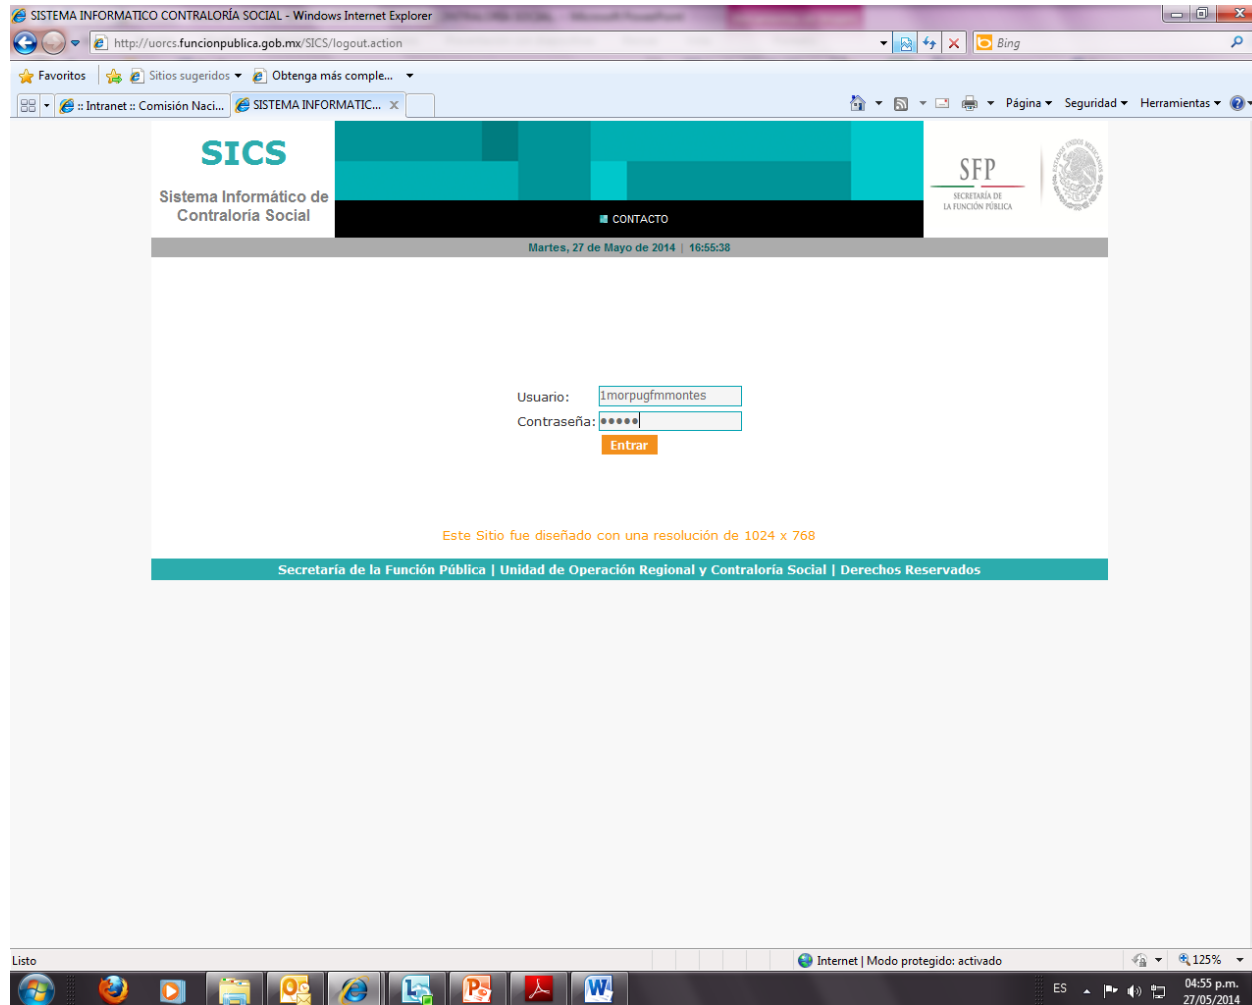 SISTEMA INFORMATICO CONTRALORÍA SOCIAL - Windows Internet Explorer
http://uorcs.funcionpublica.gob.mx/SICS/logout.action
Bing
Favoritos
Sitios sugeridos
Obtenga más comple...
:: Intranet :: Comisión Naci...
SISTEMA INFORMATIC...
Página
Seguridad
Herramientas
SICS
Sistema Informático de
Contraloría Social
CONTACTO
SFP
SECRETARÍA DE
LA FUNCIÓN PÚBLICA
Martes, 27 de Mayo de 2014 | 16:55:38
Usuario: 1morpugfmmontes
Contraseña: •••••
Entrar
Este Sitio fue diseñado con una resolución de 1024 x 768
Secretaría de la Función Pública | Unidad de Operación Regional y Contraloría Social | Derechos Reservados
Listo
Internet | Modo protegido: activado
125%
ES
04:55 p.m.
27/05/2014